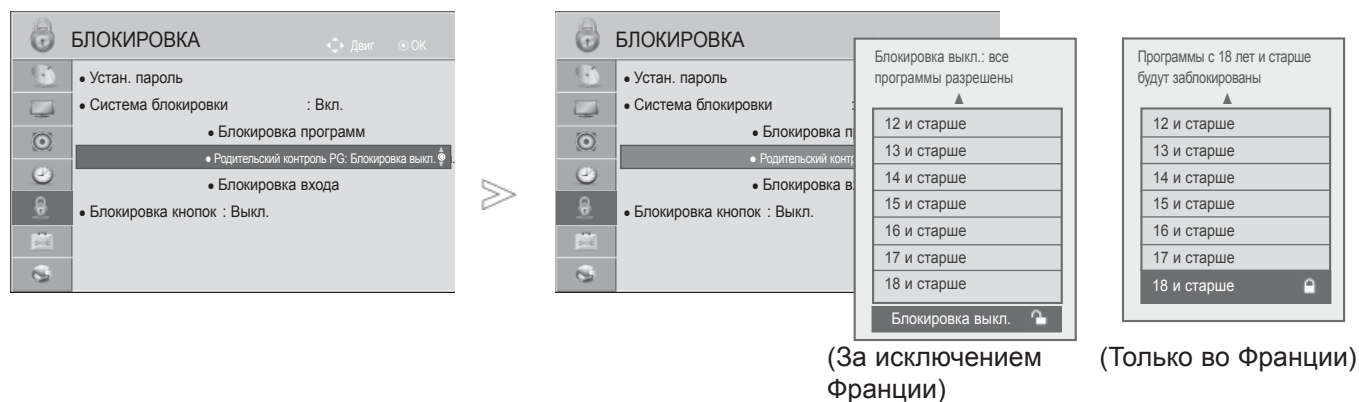 БЛОКИРОВКА
Двиг OK
• Устан. пароль
• Система блокировки : Вкл.
• Блокировка программ
• Родительский контроль PG: Блокировка выкл.
• Блокировка входа
• Блокировка кнопок : Выкл.
БЛОКИРОВКА
• Устан. пароль
• Система блокировки :
• Блокировка п
• Родительский контр
• Блокировка в
• Блокировка кнопок : Выкл.
Блокировка выкл.: все
программы разрешены
12 и старше
13 и старше
14 и старше
15 и старше
16 и старше
17 и старше
18 и старше
Блокировка выкл.
(За исключением
Франции)
Программы с 18 лет и старше
будут заблокированы
12 и старше
13 и старше
14 и старше
15 и старше
16 и старше
17 и старше
18 и старше
(Только во Франции)